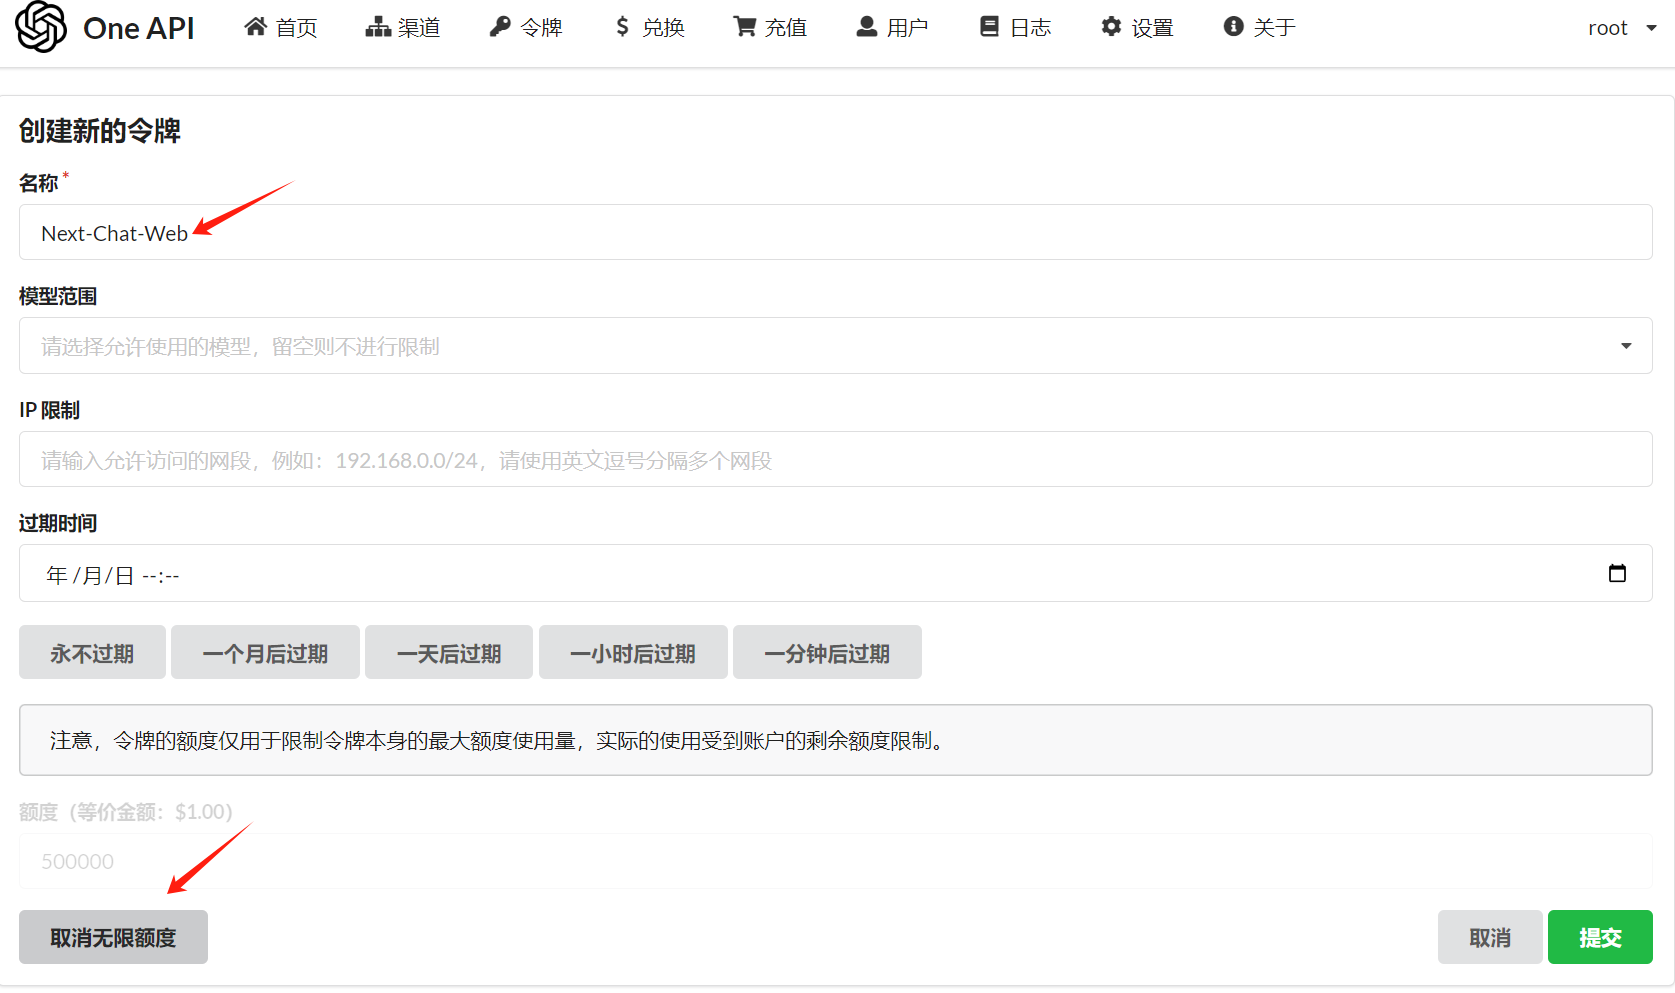 One API 首页 渠道 令牌 兑换 充值 用户 日志 设置 关于 root
创建新的令牌
名称*
Next-Chat-Web
模型范围
请选择允许使用的模型，留空则不进行限制
IP 限制
请输入允许访问的网段，例如：192.168.0.0/24，请使用英文逗号分隔多个网段
过期时间
年 /月/日 --:--
永不过期 一个月后过期 一天后过期 一小时后过期 一分钟后过期
注意，令牌的额度仅用于限制令牌本身的最大额度使用量，实际的使用受到账户的剩余额度限制。
额度（等价金额：$1.00）
500000
取消无限额度 取消 提交